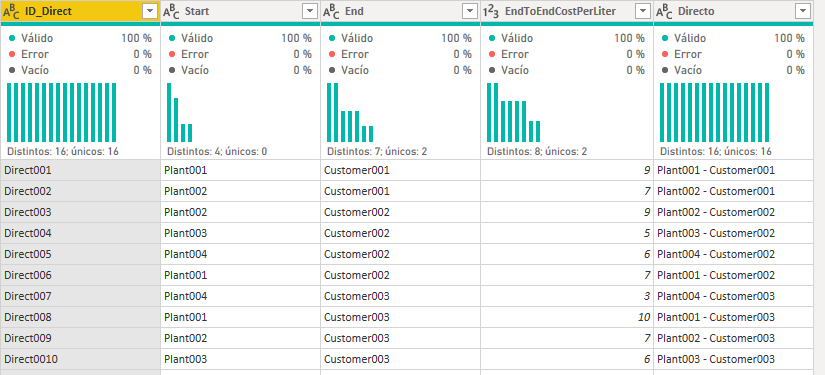 ABC ID_Direct ABC Start ABC End 123 EndToEndCostPerLiter ABC Directo
Válido 100 % Válido 100 % Válido 100 % Válido 100 % Válido 100 %
Error 0 % Error 0 % Error 0 % Error 0 % Error 0 %
Vacío 0 % Vacío 0 % Vacío 0 % Vacío 0 % Vacío 0 %
Distintos: 16; únicos: 16 Distintos: 4; únicos: 0 Distintos: 7; únicos: 2 Distintos: 8; únicos: 2 Distintos: 16; únicos: 16
Direct001 Plant001 Customer001 9 Plant001 - Customer001
Direct002 Plant002 Customer001 7 Plant002 - Customer001
Direct003 Plant002 Customer002 9 Plant002 - Customer002
Direct004 Plant003 Customer002 5 Plant003 - Customer002
Direct005 Plant004 Customer002 6 Plant004 - Customer002
Direct006 Plant001 Customer002 7 Plant001 - Customer002
Direct007 Plant004 Customer003 3 Plant004 - Customer003
Direct008 Plant001 Customer003 10 Plant001 - Customer003
Direct009 Plant002 Customer003 7 Plant002 - Customer003
Direct0010 Plant003 Customer003 6 Plant003 - Customer003